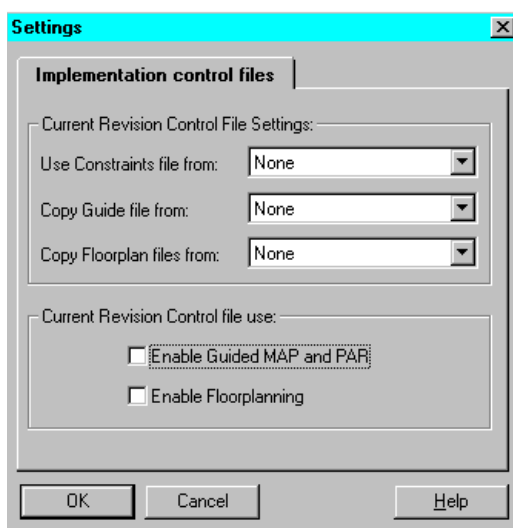 Settings
Implementation control files
Current Revision Control File Settings:
Use Constraints file from: None
Copy Guide file from: None
Copy Floorplan files from: None
Current Revision Control file use:
Enable Guided MAP and PAR
Enable Floorplanning
OK Cancel Help